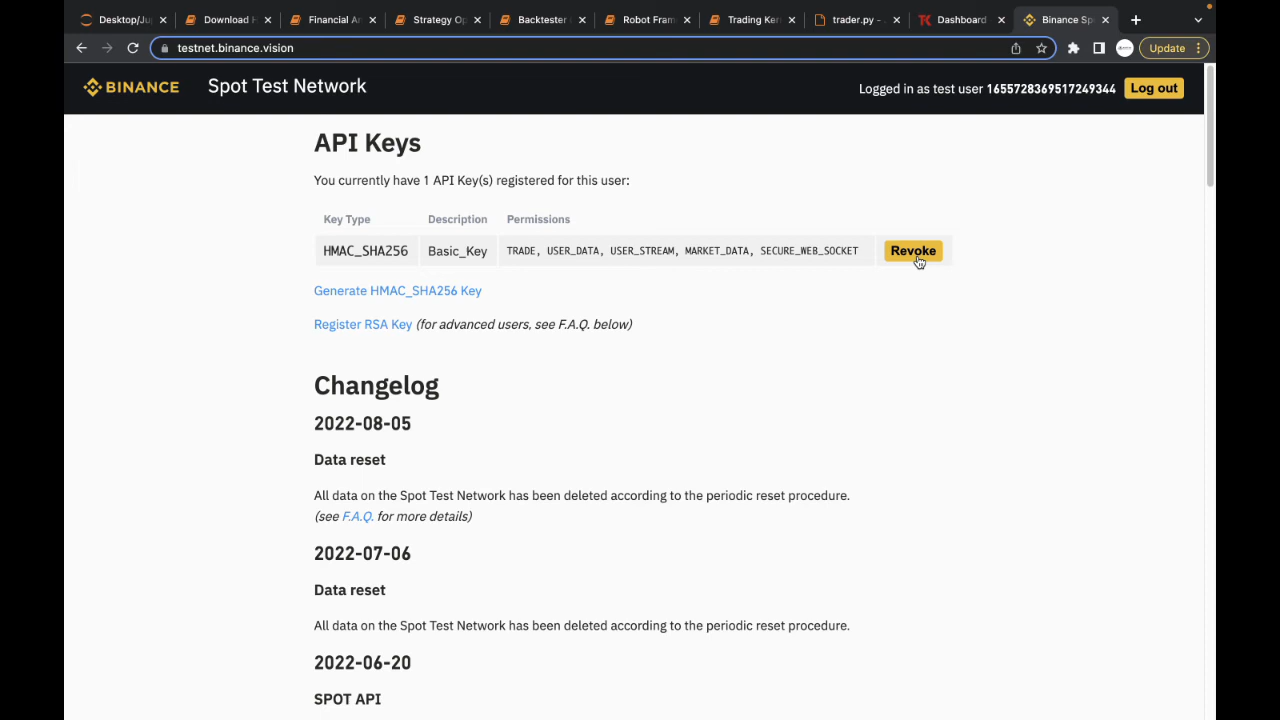 Desktop/Ju
Download H
Financial An
Strategy Op
Backtester
Robot Fram
Trading Ker
trader.py -
Dashboard
Binance Sp
testnet.binance.vision
Update
BINANCE
Spot Test Network
Logged in as test user 1655728369517249344
Log out
API Keys
You currently have 1 API Key(s) registered for this user:
Key Type Description Permissions
HMAC_SHA256 Basic_Key TRADE, USER_DATA, USER_STREAM, MARKET_DATA, SECURE_WEB_SOCKET Revoke
Generate HMAC_SHA256 Key
Register RSA Key (for advanced users, see F.A.Q. below)
Changelog
2022-08-05
Data reset
All data on the Spot Test Network has been deleted according to the periodic reset procedure.
(see F.A.Q. for more details)
2022-07-06
Data reset
All data on the Spot Test Network has been deleted according to the periodic reset procedure.
2022-06-20
SPOT API